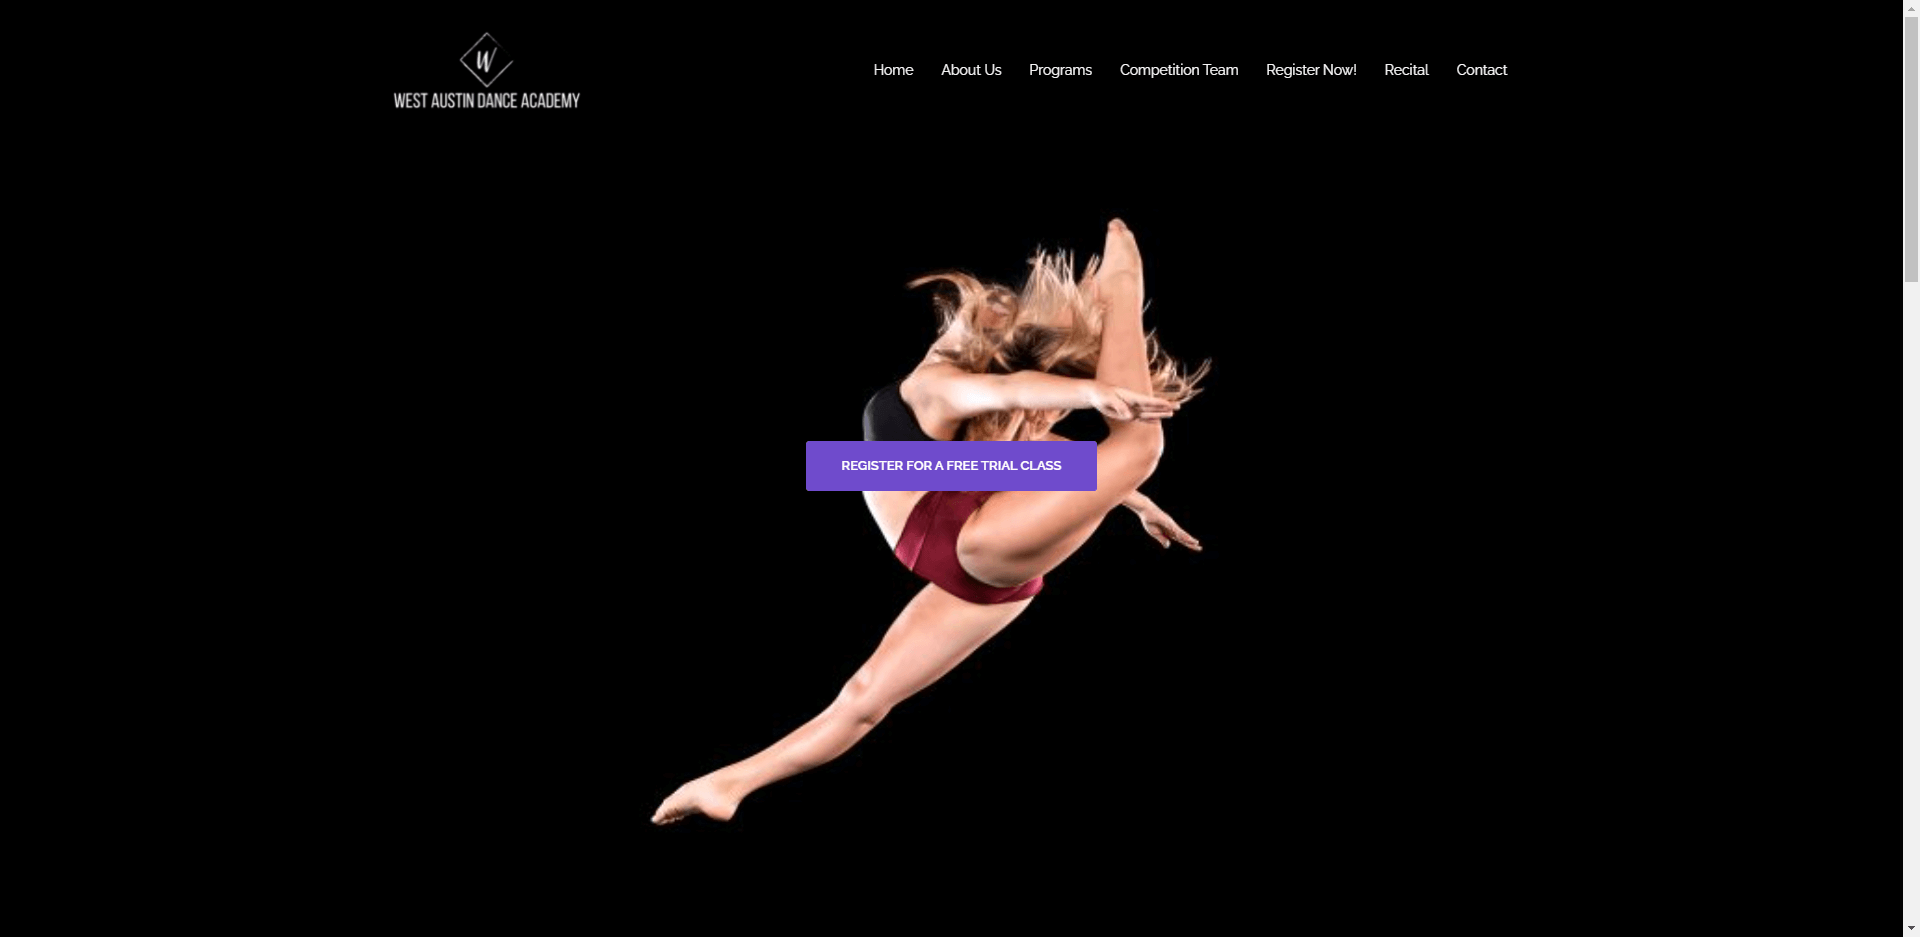 W
WEST AUSTIN DANCE ACADEMY
Home About Us Programs Competition Team Register Now! Recital Contact
REGISTER FOR A FREE TRIAL CLASS